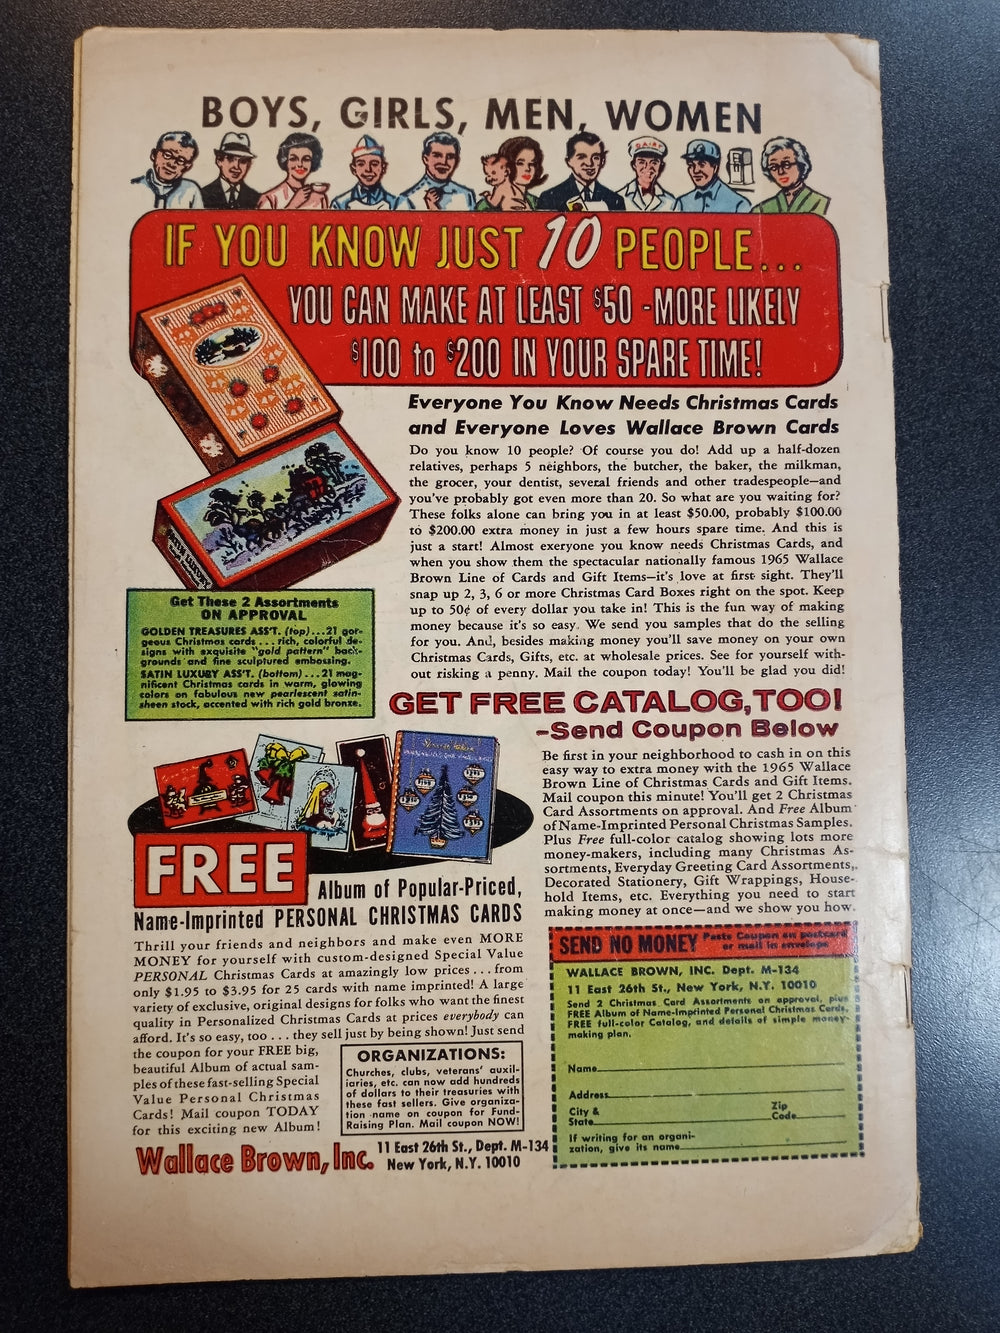 BOYS, GIRLS, MEN, WOMEN
DAIRY
IF YOU KNOW JUST 10 PEOPLE...
YOU CAN MAKE AT LEAST $50 -MORE LIKELY
$100 to $200 IN YOUR SPARE TIME!
Everyone You Know Needs Christmas Cards
and Everyone Loves Wallace Brown Cards
Do you know 10 people? Of course you do! Add up a half-dozen
relatives, perhaps 5 neighbors, the butcher, the baker, the milkman,
the grocer, your dentist, several friends and other tradespeople—and
you've probably got even more than 20. So what are you waiting for?
These folks alone can bring you in at least $50.00, probably $100.00
to $200.00 extra money in just a few hours spare time. And this is
just a start! Almost exeryone you know needs Christmas Cards, and
when you show them the spectacular nationally famous 1965 Wallace
Brown Line of Cards and Gift Items—it's love at first sight. They'll
snap up 2, 3, 6 or more Christmas Card Boxes right on the spot. Keep
up to 50¢ of every dollar you take in! This is the fun way of making
money because it's so easy. We send you samples that do the selling
for you. And, besides making money you'll save money on your own
Christmas Cards, Gifts, etc. at wholesale prices. See for yourself with-
out risking a penny. Mail the coupon today! You'll be glad you did!
Get These 2 Assortments
ON APPROVAL
GOLDEN TREASURES ASS'T. (top)...21 gor-
geous Christmas cards ... rich, colorful de-
signs with exquisite "gold pattern" back-
grounds and fine sculptured embossing.
SATIN LUXURY ASS'T. (bottom)...21 mag-
nificent Christmas cards in warm, glowing
colors on fabulous new pearlescent satin-
sheen stock, accented with rich gold bronze.
GET FREE CATALOG, TOO!
–Send Coupon Below
Be first in your neighborhood to cash in on this
easy way to extra money with the 1965 Wallace
Brown Line of Christmas Cards and Gift Items.
Mail coupon this minute! You'll get 2 Christmas
Card Assortments on approval. And Free Album
of Name-Imprinted Personal Christmas Samples.
Plus Free full-color catalog showing lots more
money-makers, including many Christmas As-
sortments, Everyday Greeting Card Assortments,
Decorated Stationery, Gift Wrappings, House-
hold Items, etc. Everything you need to start
making money at once—and we show you how.
FREE
Album of Popular-Priced,
Name-Imprinted PERSONAL CHRISTMAS CARDS
Thrill your friends and neighbors and make even MORE
MONEY for yourself with custom-designed Special Value
PERSONAL Christmas Cards at amazingly low prices ... from
only $1.95 to $3.95 for 25 cards with name imprinted! A large
variety of exclusive, original designs for folks who want the finest
quality in Personalized Christmas Cards at prices everybody can
afford. It's so easy, too ... they sell just by being shown! Just send
the coupon for your FREE big,
beautiful Album of actual sam-
ples of these fast-selling Special
Value Personal Christmas
Cards! Mail coupon TODAY
for this exciting new Album!
ORGANIZATIONS:
Churches, clubs, veterans' auxil-
iaries, etc. can now add hundreds
of dollars to their treasuries with
these fast sellers. Give organiza-
tion name on coupon for Fund-
Raising Plan. Mail coupon NOW!
Wallace Brown, Inc. 11 East 26th St., Dept. M-134
New York, N.Y. 10010
SEND NO MONEY Paste Coupon on postcard
or mail in envelope
WALLACE BROWN, INC. Dept. M-134
11 East 26th St., New York, N.Y. 10010
Send 2 Christmas Card Assortments on approval, plus
FREE Album of Name-Imprinted Personal Christmas Cards,
FREE full-color Catalog, and details of simple money-
making plan.
Name
Address
City & State Zip Code
If writing for an organi-
zation, give its name